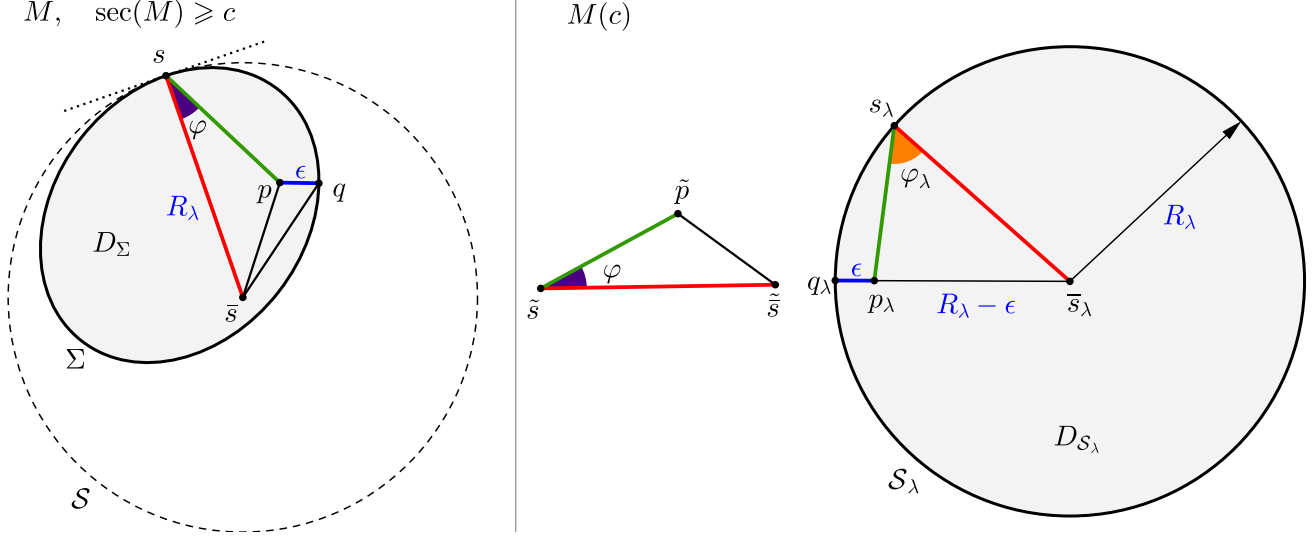 M, sec(M) ⩾ c
s
φ
p
ϵ
q
R_λ
D_Σ
s̄
Σ
𝒮
M(c)
p̃
φ
s̃
s̄̃
s_λ
φ_λ
R_λ
q_λ
ϵ
p_λ
R_λ − ϵ
s̄_λ
D_{𝒮_λ}
𝒮_λ